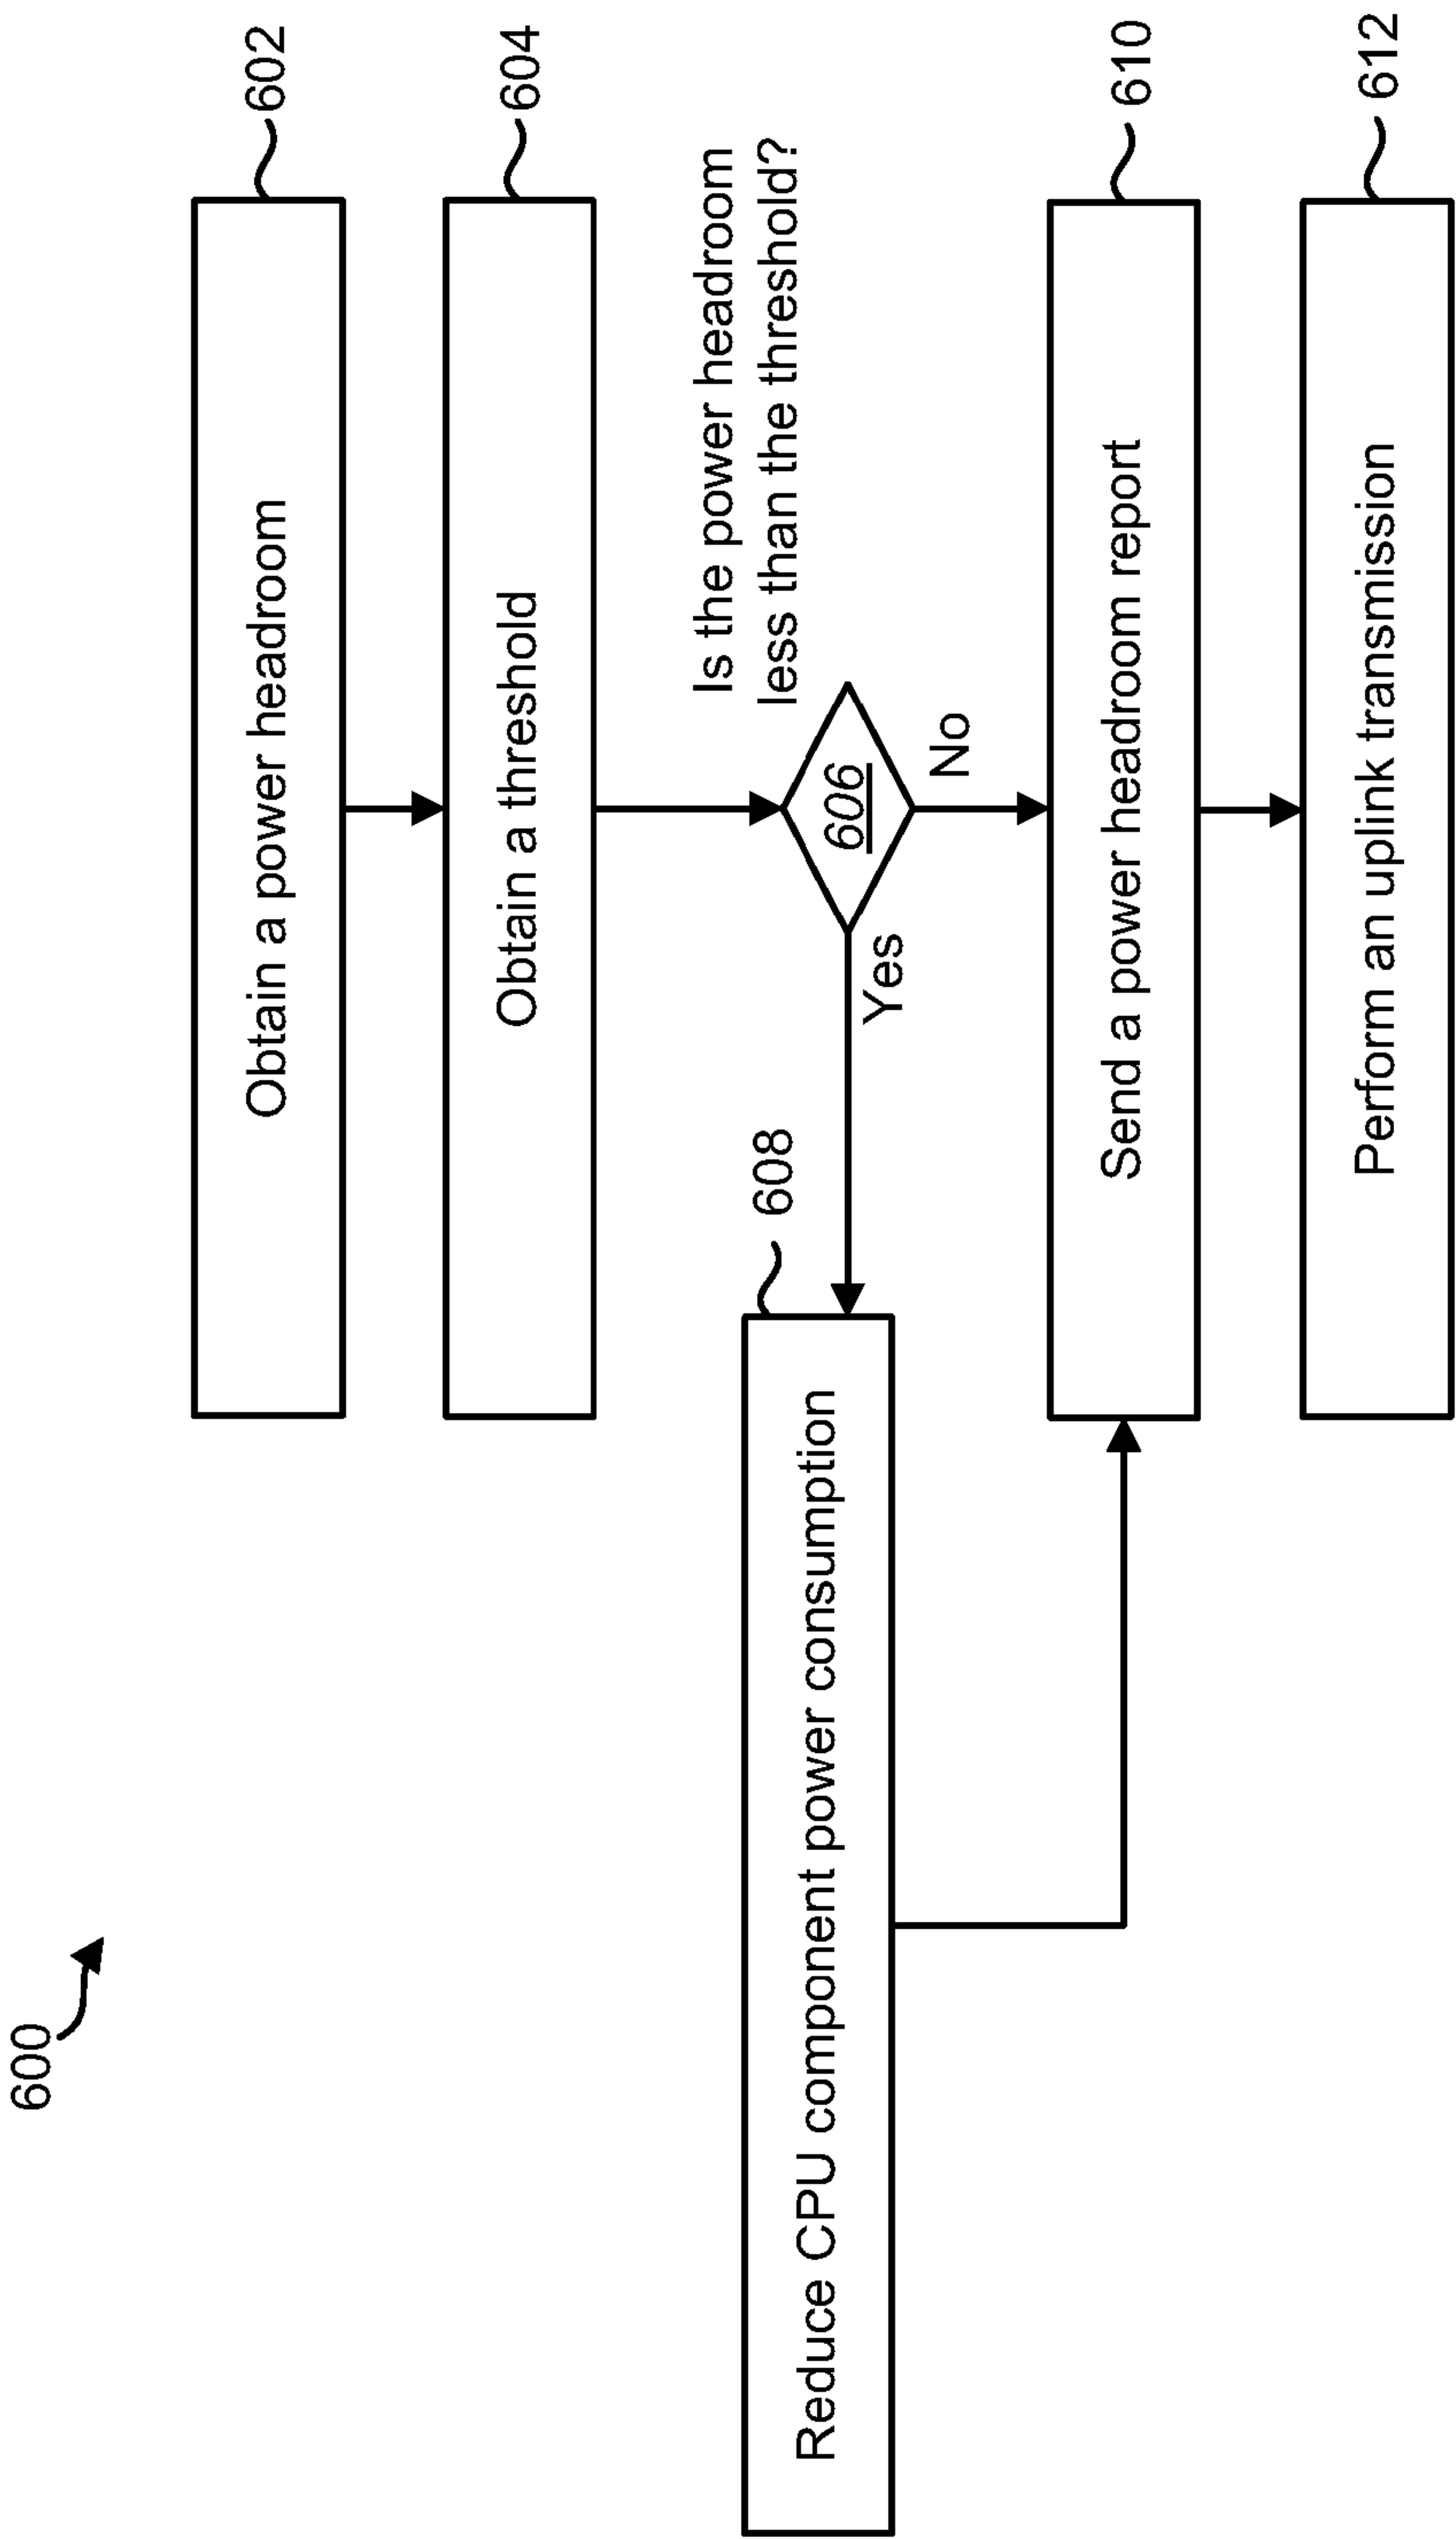 600
Obtain a power headroom
602
Obtain a threshold
604
Is the power headroom
less than the threshold?
606
Yes
No
608
Reduce CPU component power consumption
Send a power headroom report
610
Perform an uplink transmission
612